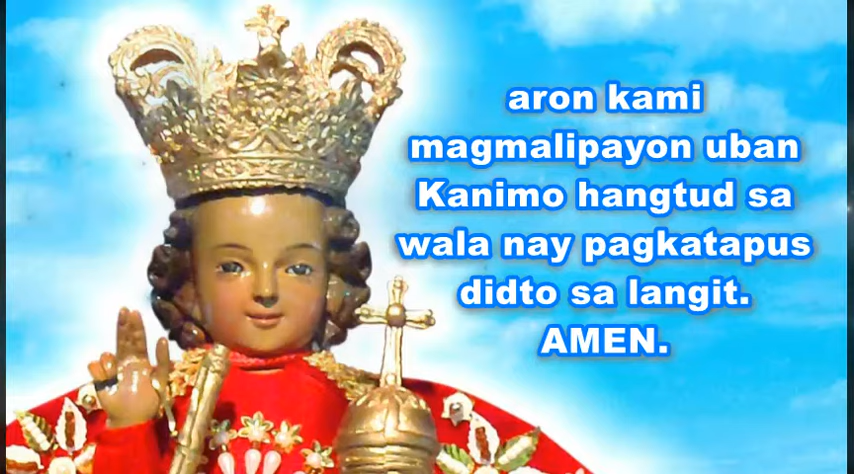 aron kami
magmalipayon uban
Kanimo hangtud sa
wala nay pagkatapus
didto sa langit.
AMEN.